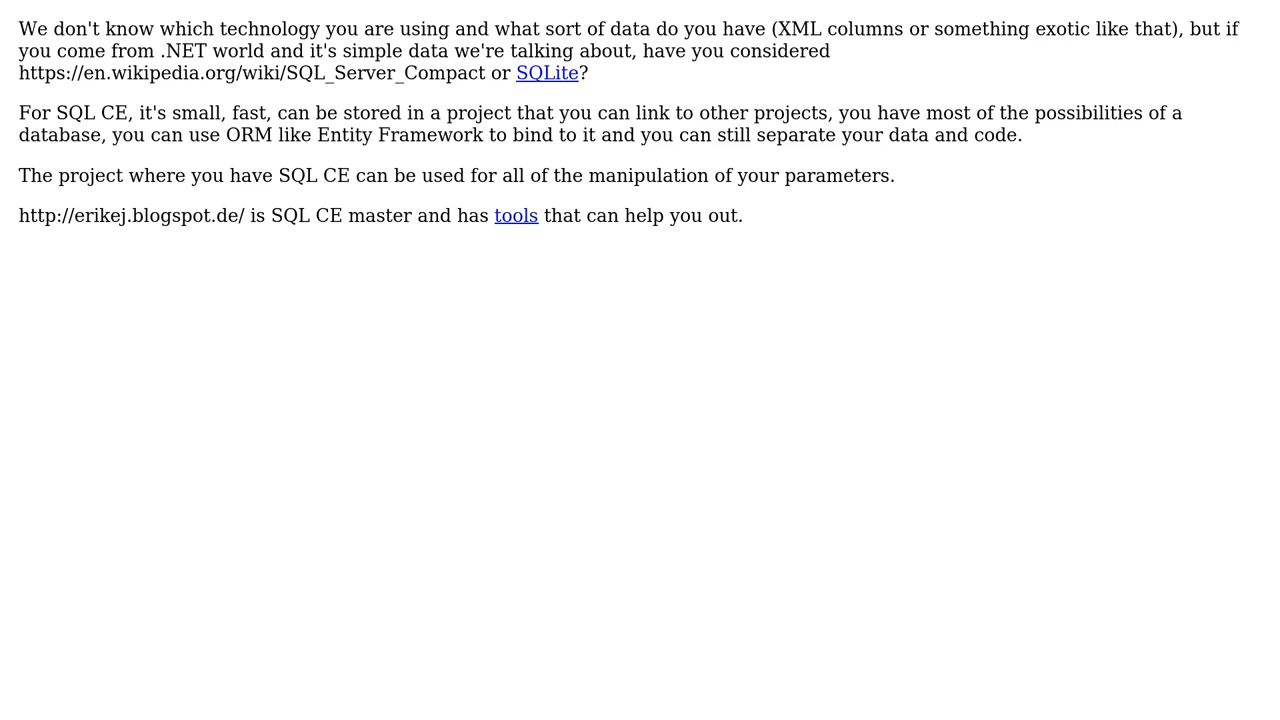 We don't know which technology you are using and what sort of data do you have (XML columns or something exotic like that), but if
you come from .NET world and it's simple data we're talking about, have you considered
https://en.wikipedia.org/wiki/SQL_Server_Compact or SQLite?
For SQL CE, it's small, fast, can be stored in a project that you can link to other projects, you have most of the possibilities of a
database, you can use ORM like Entity Framework to bind to it and you can still separate your data and code.
The project where you have SQL CE can be used for all of the manipulation of your parameters.
http://erikej.blogspot.de/ is SQL CE master and has tools that can help you out.